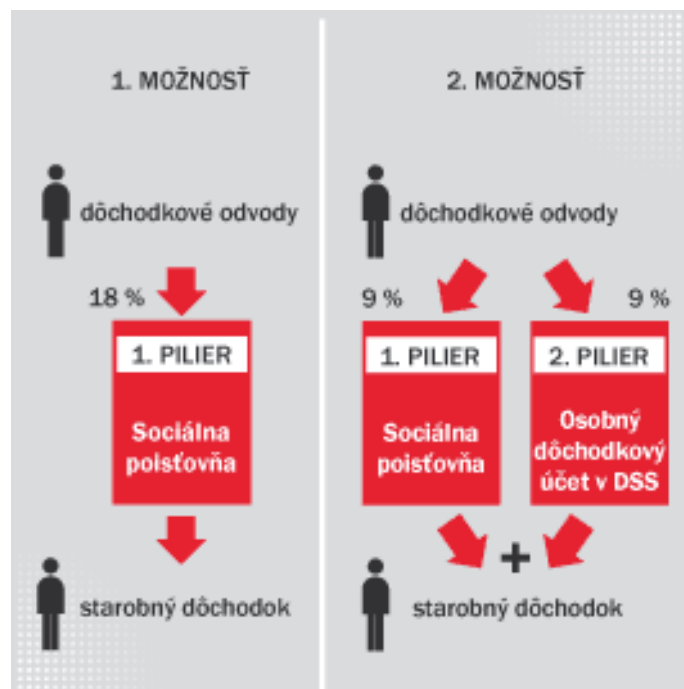 1. MOŽNOSŤ
dôchodkové odvody
18 %
1. PILIER
Sociálna
poisťovňa
starobný dôchodok
2. MOŽNOSŤ
dôchodkové odvody
9 %
9 %
1. PILIER
Sociálna
poisťovňa
2. PILIER
Osobný
dôchodkový
účet v DSS
+
starobný dôchodok